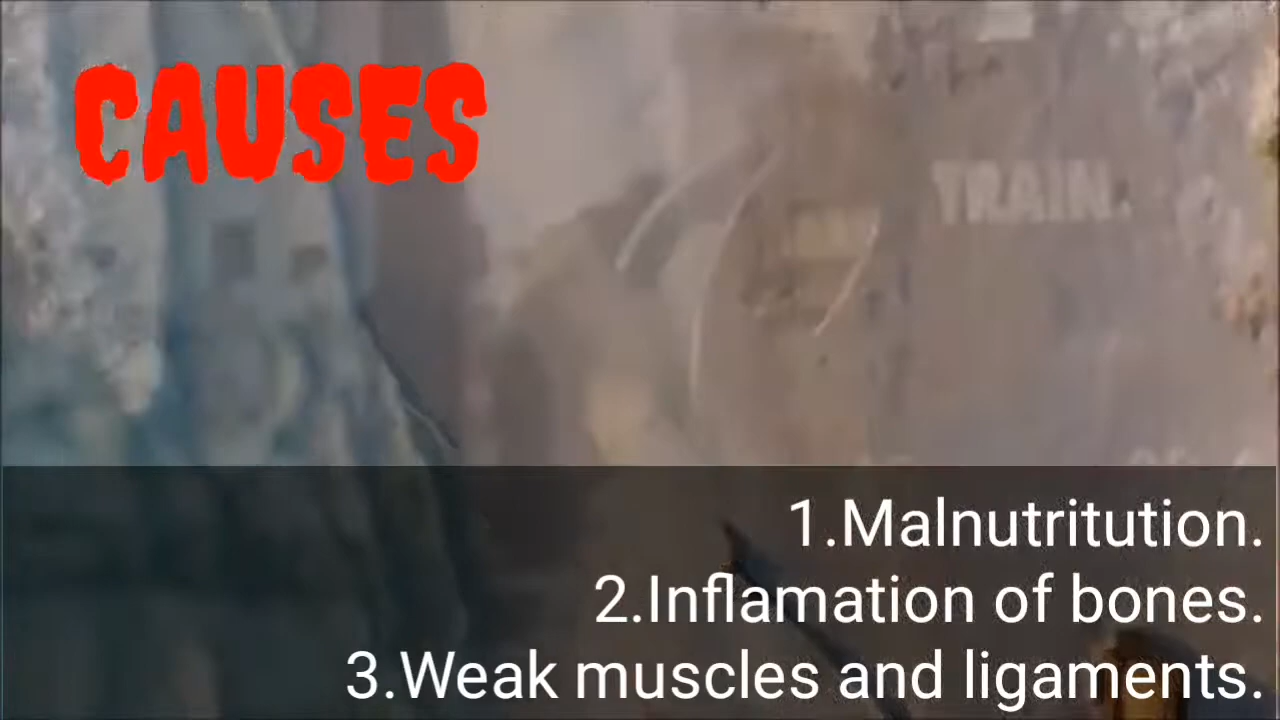 CAUSES
TRAIN.
1.Malnutritution.
2.Inflamation of bones.
3.Weak muscles and ligaments.